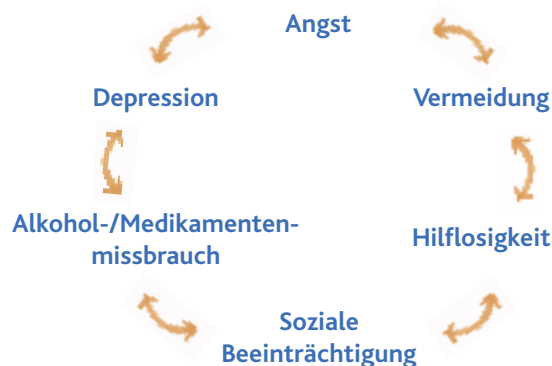 Angst
Depression
Vermeidung
Alkohol-/Medikamenten-
missbrauch
Hilflosigkeit
Soziale
Beeinträchtigung